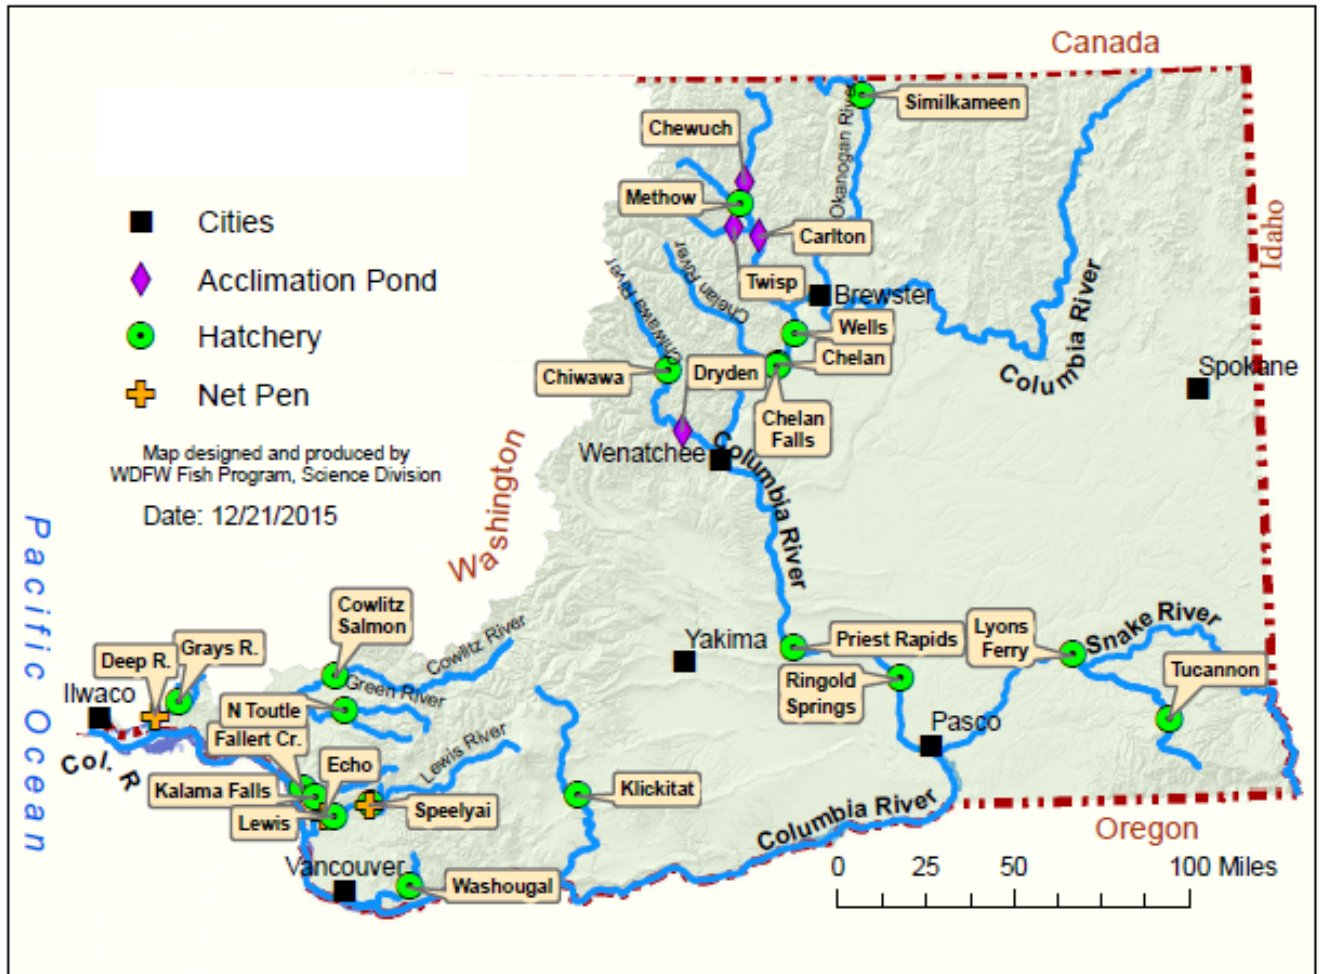 Canada
Similkameen
Chewuch
Okanogan River
Methow
Carlton
Twisp
Idaho
Cities
Acclimation Pond
Hatchery
Net Pen
Map designed and produced by
WDFW Fish Program, Science Division
Date: 12/21/2015
Chelan River
Chiwawa River
Chiwawa River
Brewster
Wells
Chelan
Columbia River
Columbia River
Spokane
Chiwawa
Dryden
Chelan
Falls
Wenatchee
Columbia River
Washington
Pacific Ocean
Cowlitz
Salmon
Cowlitz River
Grays R.
Deep R.
Ilwaco
Green River
N Toutle
Fallert Cr.
Echo
Lewis River
Kalama Falls
Lewis
Speelyai
Col. R
Vancouver
Washougal
Klickitat
Yakima
Priest Rapids
Lyons
Ferry
Snake River
Tucannon
Ringold
Springs
Pasco
Columbia River
Oregon
0 25 50 100 Miles